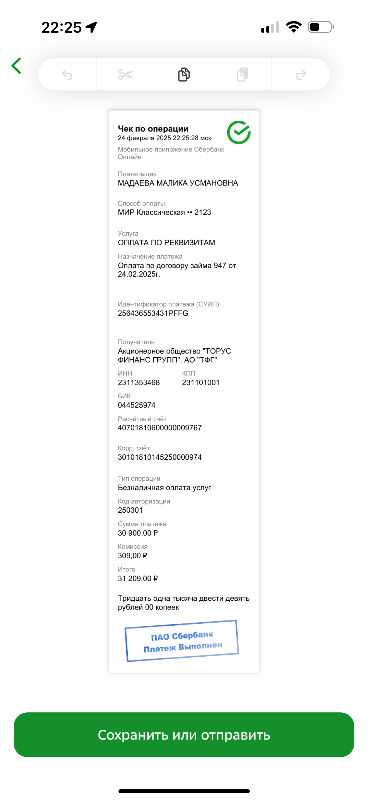 22:25
Чек по операции
24 февраля 2025 22:25:28 мск
Мобильное приложение Сбербанк
Онлайн
Плательщик
МАДАЕВА МАЛИКА УСМАНОВНА
Способ оплаты
МИР Классическая •• 2123
Услуга
ОПЛАТА ПО РЕКВИЗИТАМ
Назначение платежа
Оплата по договору займа 947 от
24.02.2025г.
Идентификатор платежа (СУИП)
256436553431PFFG
Получатель
Акционерное общество "ТОРУС
ФИНАНС ГРУПП". АО "ТФГ"
ИНН КПП
2311353468 231101001
БИК
044525974
Расчётный счёт
40701810600000009767
Корр. счёт
30101810145250000974
Тип операции
Безналичная оплата услуг
Код авторизации
250301
Сумма платежа
30 900,00 ₽
Комиссия
309,00 ₽
Итого
31 209,00 ₽
Тридцать одна тысяча двести девять
рублей 00 копеек
ПАО Сбербанк
Платеж Выполнен
Сохранить или отправить